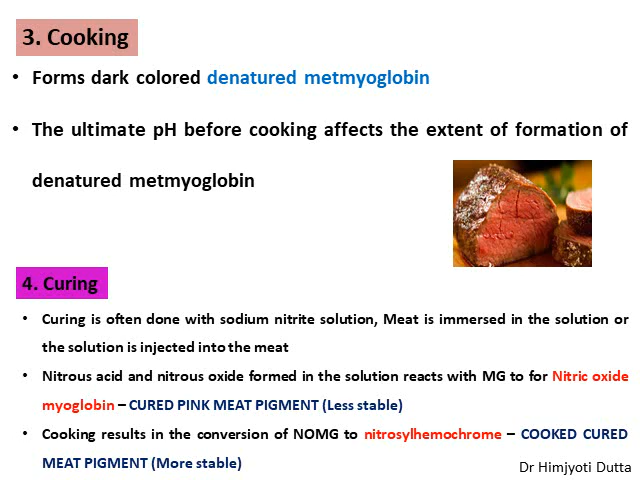 3. Cooking
• Forms dark colored denatured metmyoglobin
• The ultimate pH before cooking affects the extent of formation of
denatured metmyoglobin
4. Curing
• Curing is often done with sodium nitrite solution, Meat is immersed in the solution or
the solution is injected into the meat
• Nitrous acid and nitrous oxide formed in the solution reacts with MG to for Nitric oxide
myoglobin – CURED PINK MEAT PIGMENT (Less stable)
• Cooking results in the conversion of NOMG to nitrosylhemochrome – COOKED CURED
MEAT PIGMENT (More stable)
Dr Himjyoti Dutta